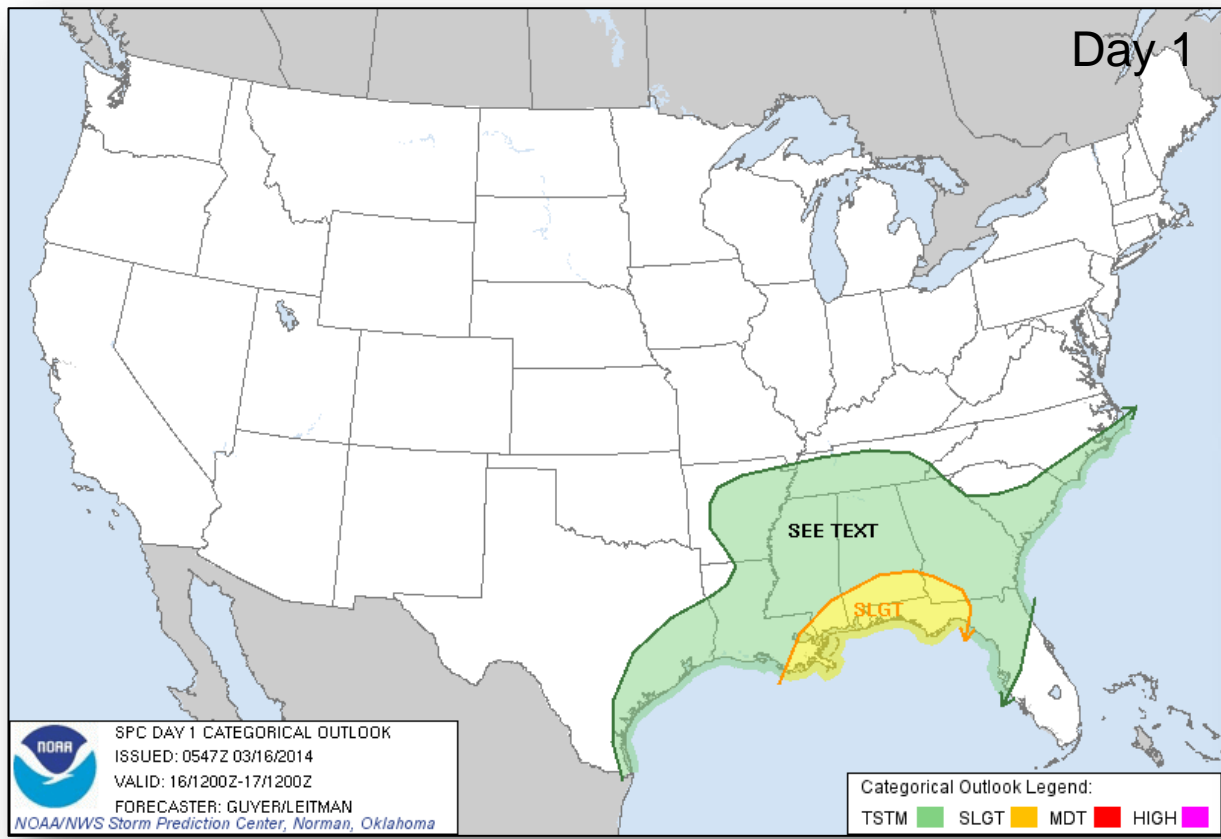 Day 1
SEE TEXT
SLGT
NOAA
SPC DAY 1 CATEGORICAL OUTLOOK
ISSUED: 0547Z 03/16/2014
VALID: 16/1200Z-17/1200Z
FORECASTER: GUYER/LEITMAN
NOAA/NWS Storm Prediction Center, Norman, Oklahoma
Categorical Outlook Legend:
TSTM SLGT MDT HIGH